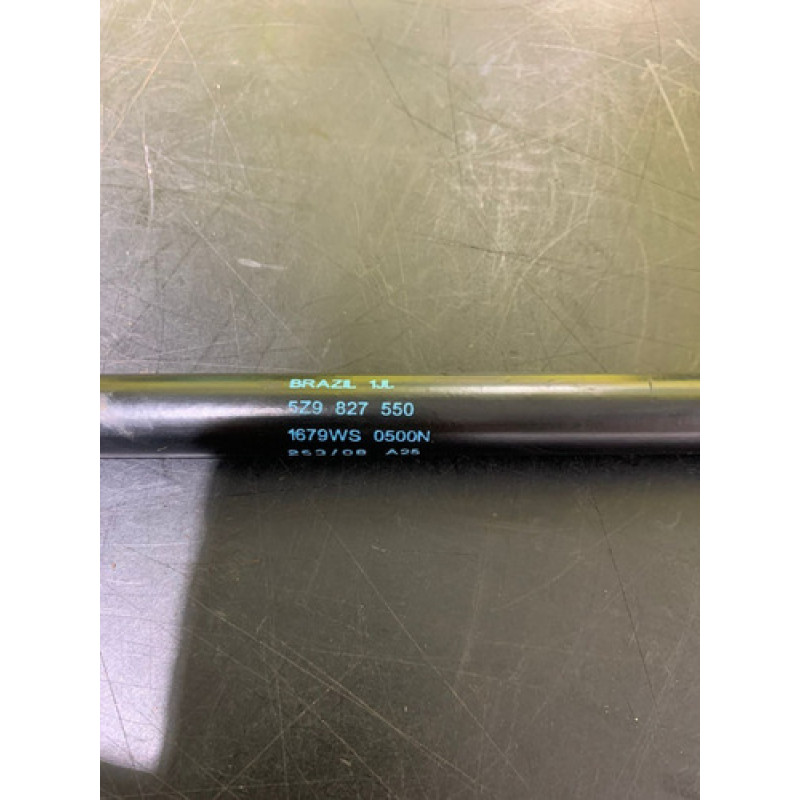 BRAZIL 1JL
5Z9 827 550
1679WS 0500N
253/08 A25